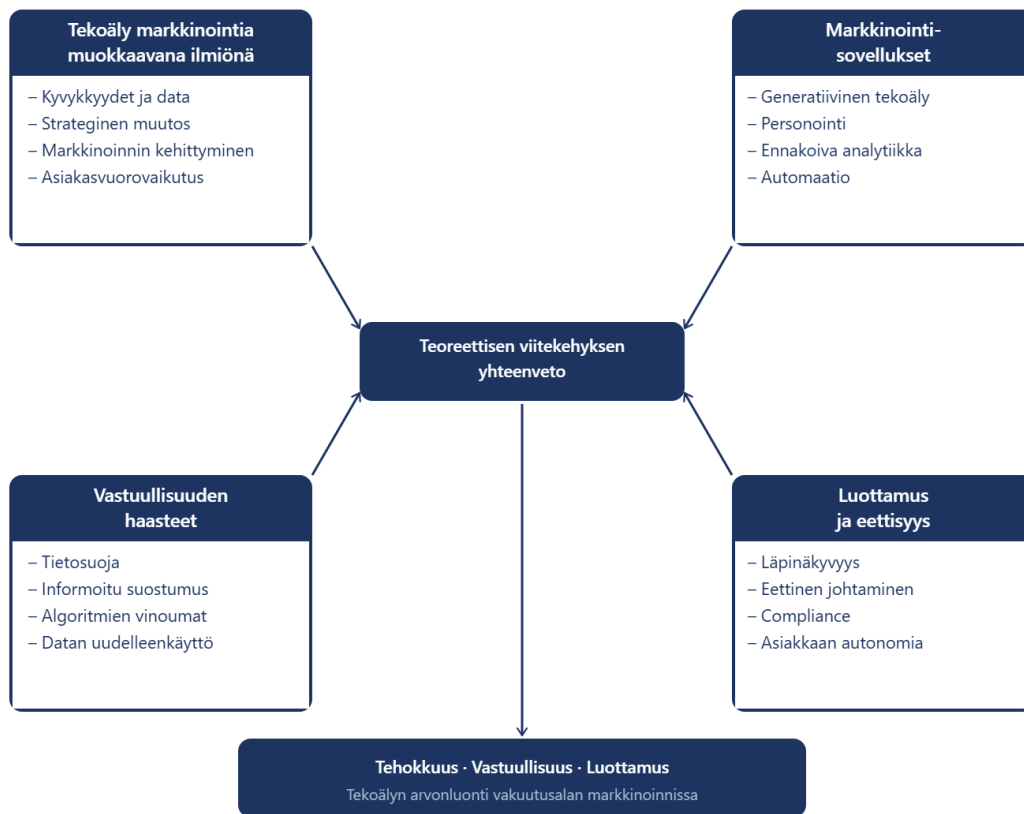 Tekoäly markkinointia
muokkaavana ilmiönä
– Kyvykkyydet ja data
– Strateginen muutos
– Markkinoinnin kehittyminen
– Asiakasvuorovaikutus
Markkinointi-
sovellukset
– Generatiivinen tekoäly
– Personointi
– Ennakoiva analytiikka
– Automaatio
Teoreettisen viitekehyksen
yhteenveto
Vastuullisuuden
haasteet
– Tietosuoja
– Informoitu suostumus
– Algoritmien vinoumat
– Datan uudelleenkäyttö
Luottamus
ja eettisyys
– Läpinäkyvyys
– Eettinen johtaminen
– Compliance
– Asiakkaan autonomia
Tehokkuus · Vastuullisuus · Luottamus
Tekoälyn arvonluonti vakuutusalan markkinoinnissa